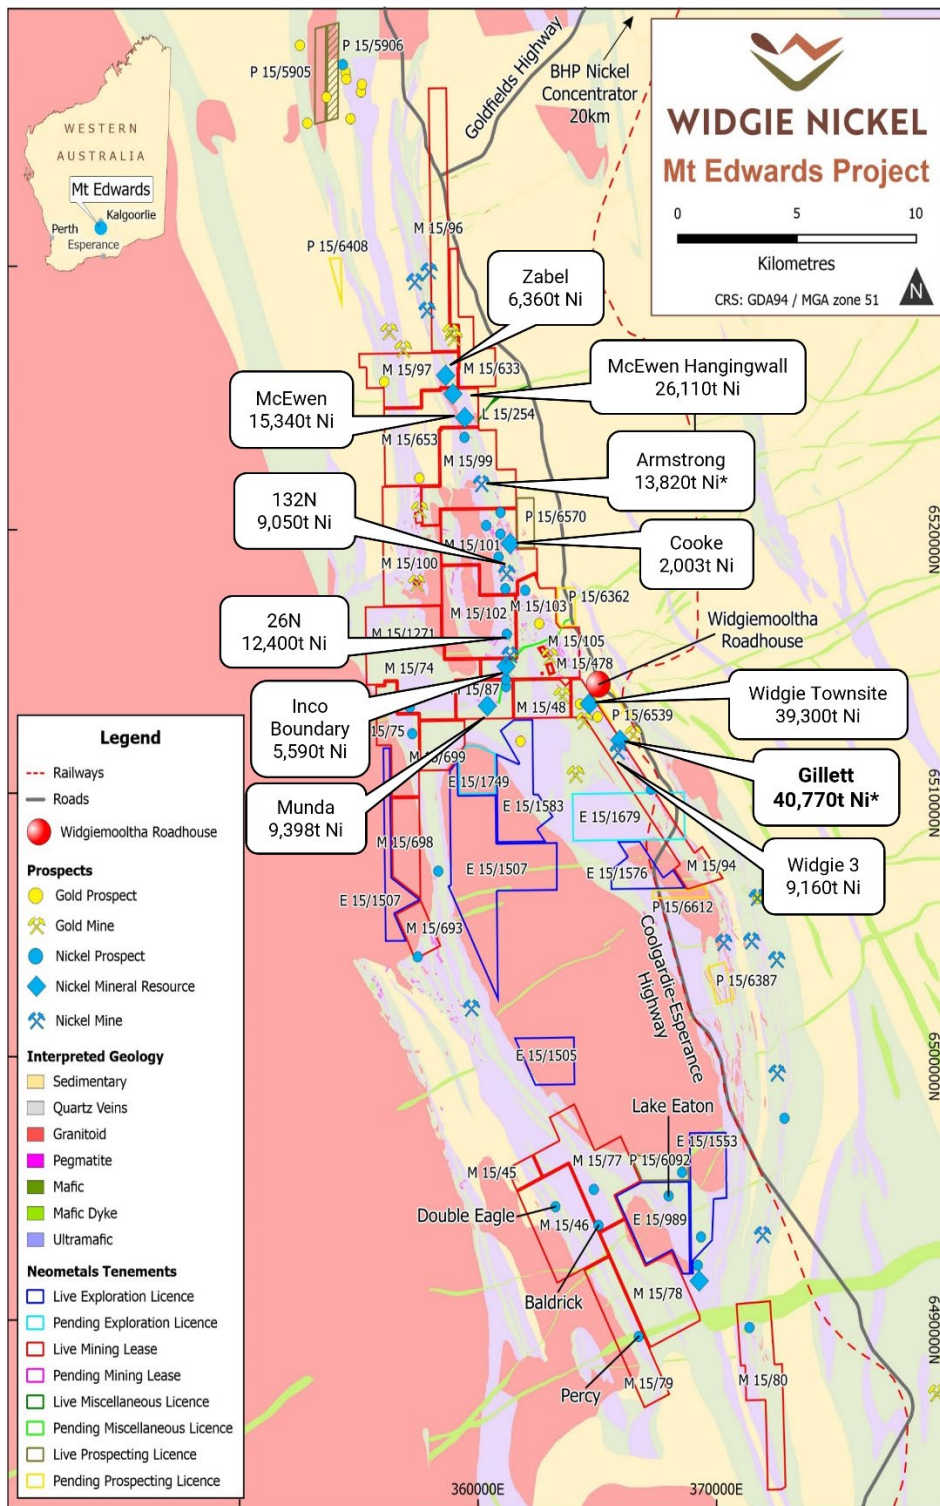 WIDGIE NICKEL
Mt Edwards Project
0 5 10
Kilometres
CRS: GDA94 / MGA zone 51
N
WESTERN
AUSTRALIA
Mt Edwards
Kalgoorlie
Perth
Esperance
P 15/5906
P 15/5905
Goldfields Highway
BHP Nickel
Concentrator
20km
P 15/6408
M 15/96
Zabel
6,360t Ni
M 15/97
M 15/633
McEwen Hangingwall
26,110t Ni
McEwen
15,340t Ni
L 15/254
M 15/653
M 15/99
Armstrong
13,820t Ni*
132N
9,050t Ni
P 15/6570
M 15/101
Cooke
2,003t Ni
M 15/100
M 15/102
M 15/103
P 15/6362
26N
12,400t Ni
M 15/1271
M 15/105
Widgiemooltha
Roadhouse
M 15/74
M 15/478
Inco
Boundary
5,590t Ni
M 15/87
M 15/48
Widgie Townsite
39,300t Ni
P 15/6539
15/75
M 15/699
Gillett
40,770t Ni*
E 15/1749
Munda
9,398t Ni
E 15/1583
E 15/1679
M 15/698
Widgie 3
9,160t Ni
E 15/1507
E 15/1576
M 15/94
E 15/1507
P 15/6612
M 15/693
Coolgardie-Esperance
Highway
P 15/6387
E 15/1505
Lake Eaton
E 15/1553
M 15/45
M 15/77
P 15/6092
Double Eagle
M 15/46
E 15/989
Baldrick
M 15/78
Percy
M 15/79
M 15/80
6520000N
6510000N
6500000N
6490000N
360000E
370000E
Legend
Railways
Roads
Widgiemooltha Roadhouse
Prospects
Gold Prospect
Gold Mine
Nickel Prospect
Nickel Mineral Resource
Nickel Mine
Interpreted Geology
Sedimentary
Quartz Veins
Granitoid
Pegmatite
Mafic
Mafic Dyke
Ultramafic
Neometals Tenements
Live Exploration Licence
Pending Exploration Licence
Live Mining Lease
Pending Mining Lease
Live Miscellaneous Licence
Pending Miscellaneous Licence
Live Prospecting Licence
Pending Prospecting Licence